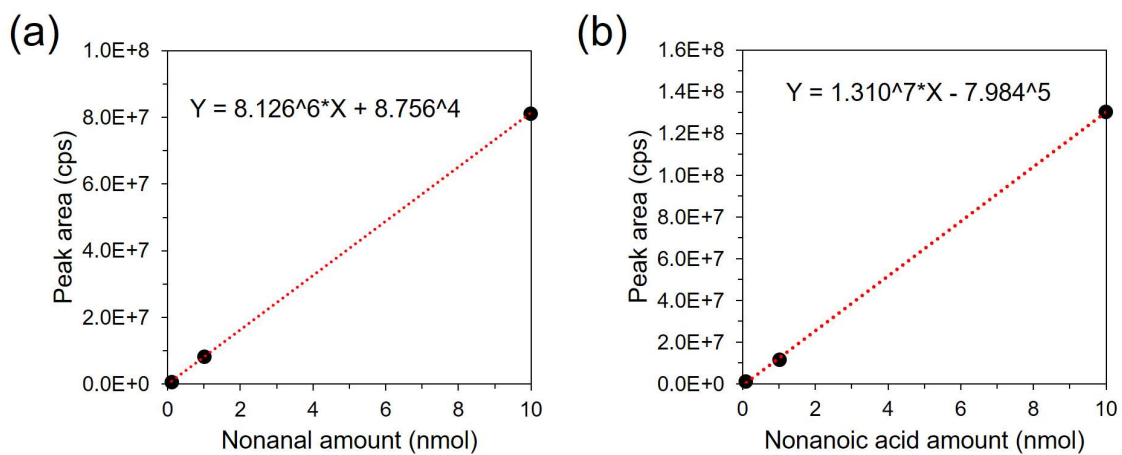 (a)
1.0E+8
8.0E+7
6.0E+7
4.0E+7
2.0E+7
0.0E+0
Peak area (cps)
Y = 8.126^6*X + 8.756^4
0 2 4 6 8 10
Nonanal amount (nmol)
(b)
1.6E+8
1.4E+8
1.2E+8
1.0E+8
8.0E+7
6.0E+7
4.0E+7
2.0E+7
0.0E+0
Peak area (cps)
Y = 1.310^7*X - 7.984^5
0 2 4 6 8 10
Nonanoic acid amount (nmol)